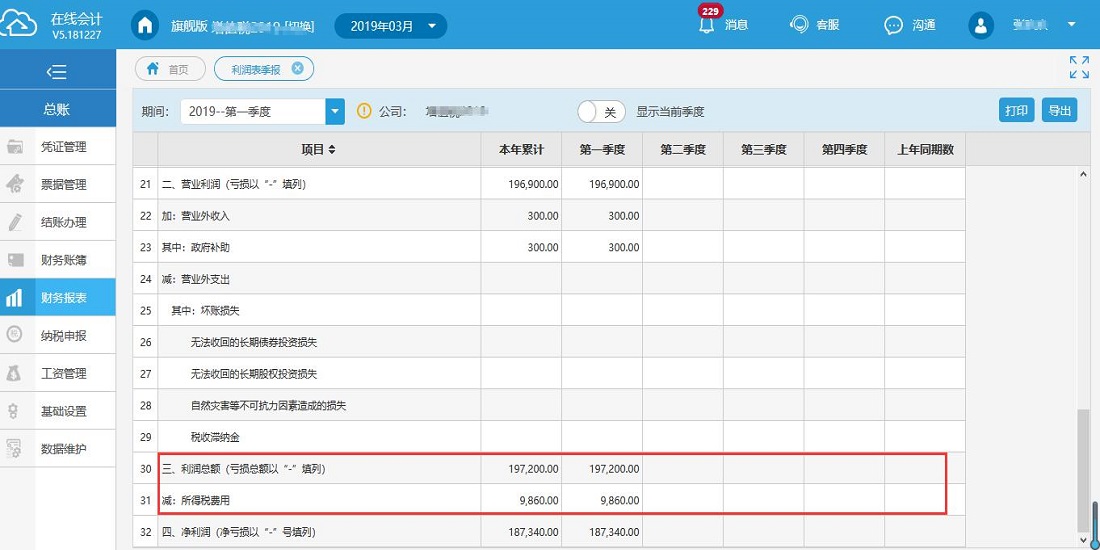 在线会计
V5.181227
旗舰版
[切换]
2019年03月
229
消息
客服
沟通
总账
凭证管理
票据管理
结账办理
财务账簿
财务报表
纳税申报
工资管理
基础设置
数据维护
首页
利润表季报
期间：
2019--第一季度
公司：
关
显示当前季度
打印
导出
项目 本年累计 第一季度 第二季度 第三季度 第四季度 上年同期数
21 二、营业利润（亏损以“-”填列） 196,900.00 196,900.00
22 加：营业外收入 300.00 300.00
23 其中：政府补助 300.00 300.00
24 减：营业外支出
25 其中：坏账损失
26 无法收回的长期债券投资损失
27 无法收回的长期股权投资损失
28 自然灾害等不可抗力因素造成的损失
29 税收滞纳金
30 三、利润总额（亏损总额以“-”填列） 197,200.00 197,200.00
31 减：所得税费用 9,860.00 9,860.00
32 四、净利润（净亏损以“-”号填列） 187,340.00 187,340.00